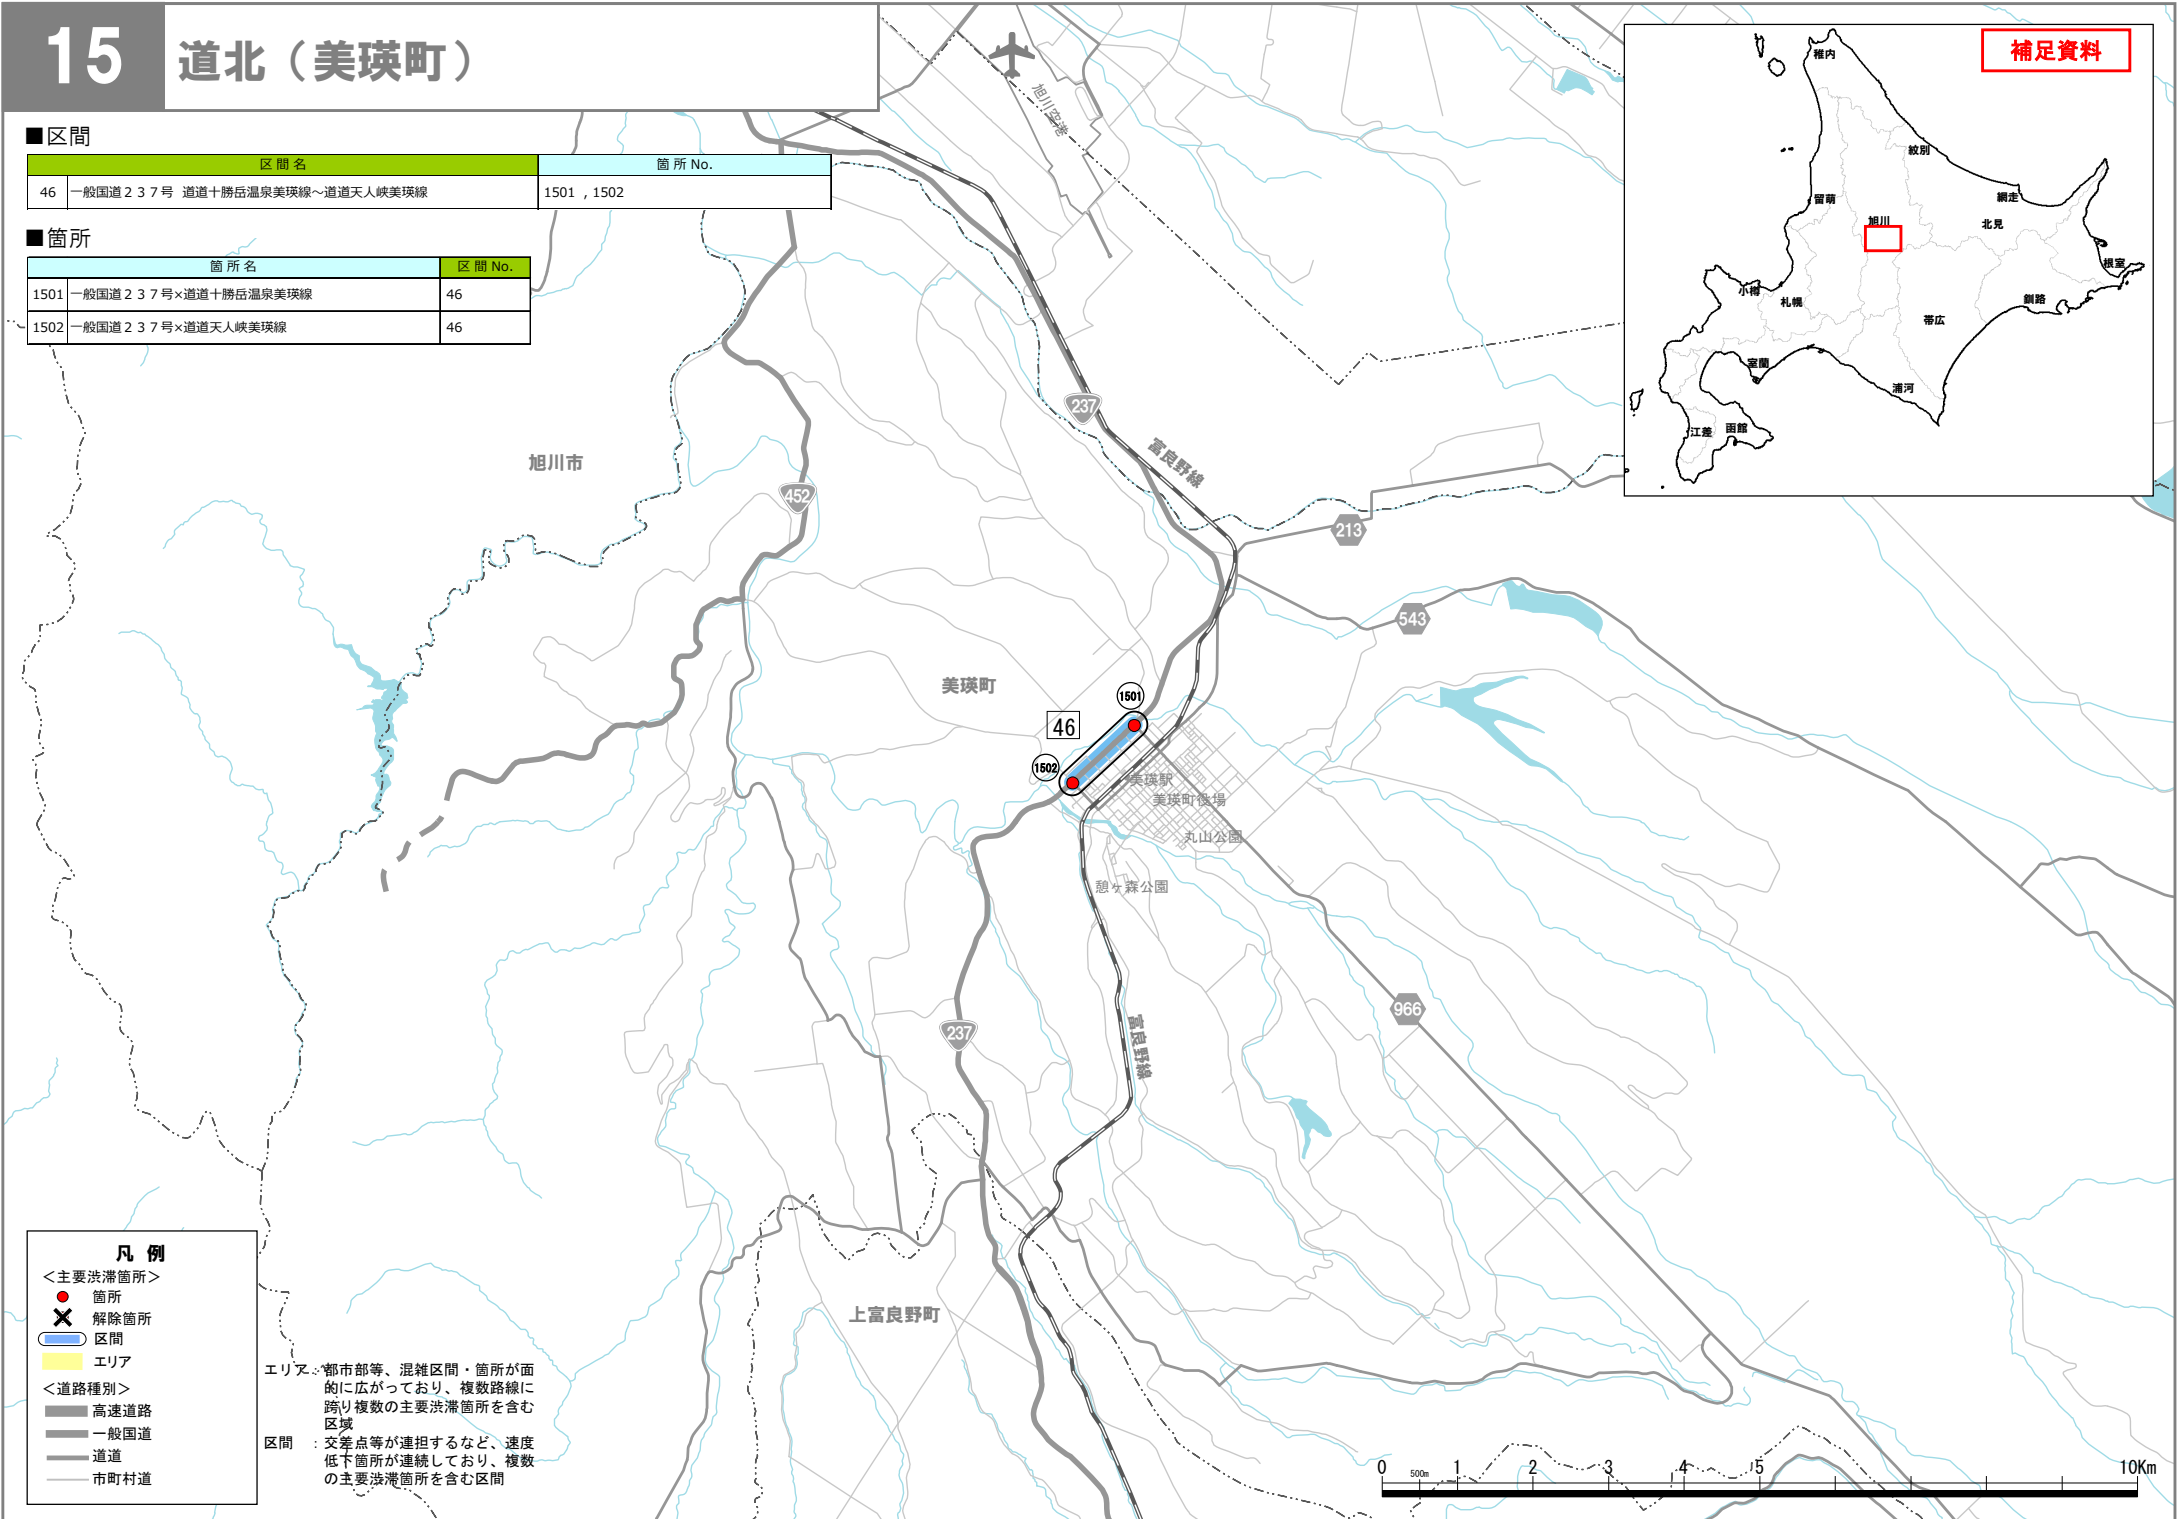 15 道北（美瑛町）
補足資料
■区間
区間名 箇所No.
46 一般国道２３７号 道道十勝岳温泉美瑛線～道道天人峡美瑛線 1501 , 1502
■箇所
箇所名 区間No.
1501 一般国道２３７号×道道十勝岳温泉美瑛線 46
1502 一般国道２３７号×道道天人峡美瑛線 46
稚内
紋別
留萌
網走
旭川
北見
根室
小樽
札幌
釧路
帯広
室蘭
浦河
江差
函館
旭川空港
237
富良野線
旭川市
452
213
543
美瑛町
1501
46
1502
美瑛駅
美瑛町役場
丸山公園
憩ヶ森公園
966
237
富良野線
上富良野町
凡 例
＜主要渋滞箇所＞
箇所
解除箇所
区間
エリア
＜道路種別＞
高速道路
一般国道
道道
市町村道
エリア：都市部等、混雑区間・箇所が面
的に広がっており、複数路線に
跨り複数の主要渋滞箇所を含む
区域
区間 ：交差点等が連担するなど、速度
低下箇所が連続しており、複数
の主要渋滞箇所を含む区間
0 500m 1 2 3 4 5 10Km